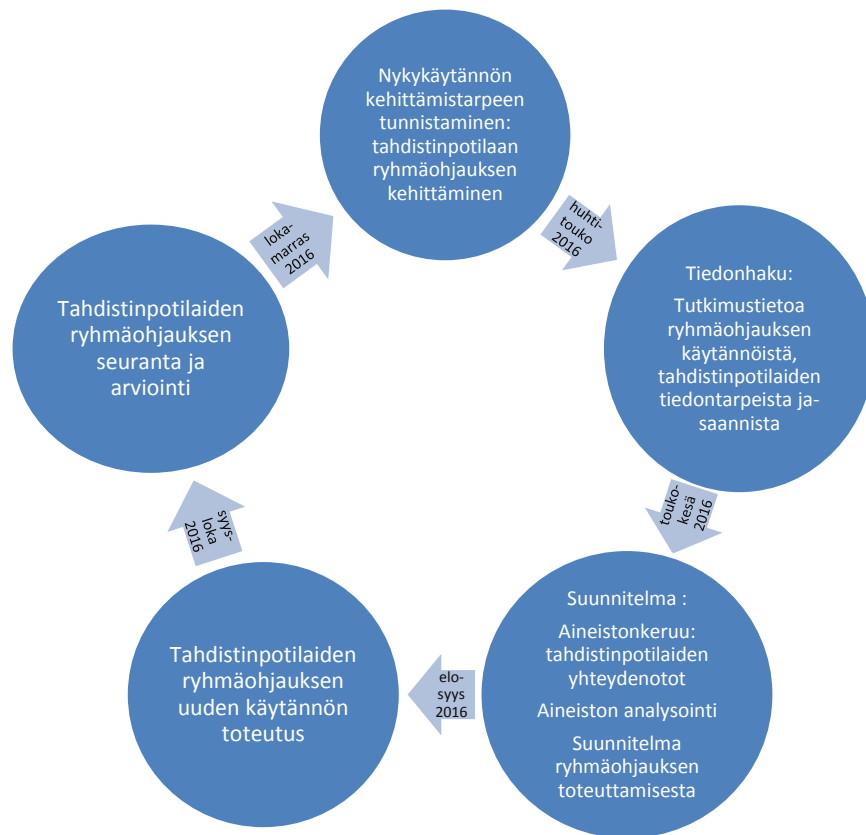 Nykykäytännön
kehittämistarpeen
tunnistaminen:
tahdistinpotilaan
ryhmäohjauksen
kehittäminen
huhti-
touko
2016
Tiedonhaku:
Tutkimustietoa
ryhmäohjauksen
käytännöistä,
tahdistinpotilaiden
tiedontarpeista ja-
saannista
touko-
kesä
2016
Suunnitelma :
Aineistonkeruu:
tahdistinpotilaiden
yhteydenotot
Aineiston analysointi
Suunnitelma
ryhmäohjauksen
toteuttamisesta
elo-
syys
2016
Tahdistinpotilaiden
ryhmäohjauksen
uuden käytännön
toteutus
syys-
loka
2016
Tahdistinpotilaiden
ryhmäohjauksen
seuranta ja
arviointi
loka-
marras
2016